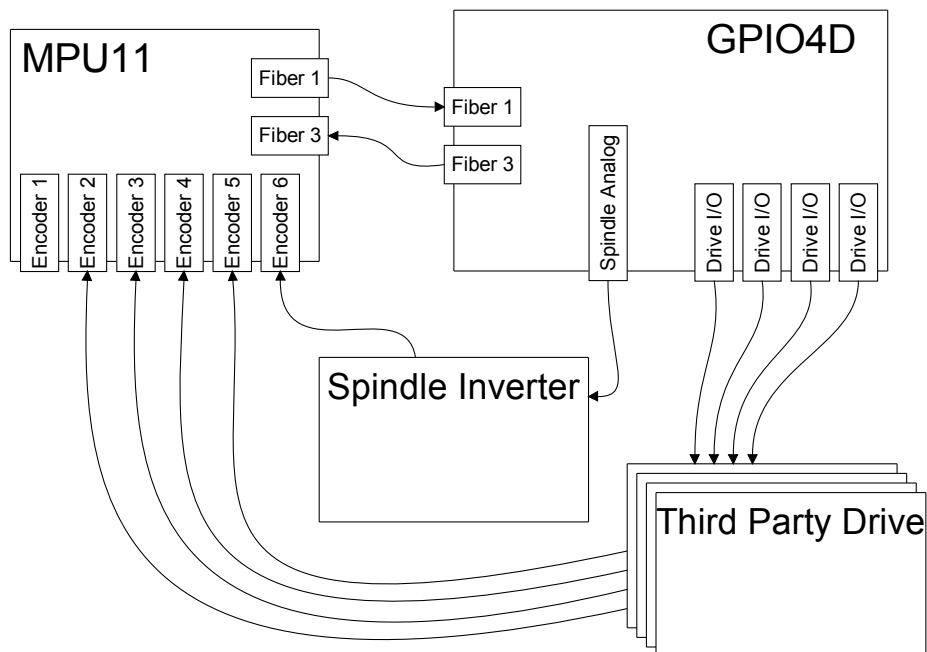 MPU11
GPIO4D
Fiber 1
Fiber 3
Fiber 1
Fiber 3
Encoder 1
Encoder 2
Encoder 3
Encoder 4
Encoder 5
Encoder 6
Spindle Analog
Drive I/O
Drive I/O
Drive I/O
Drive I/O
Spindle Inverter
Third Party Drive